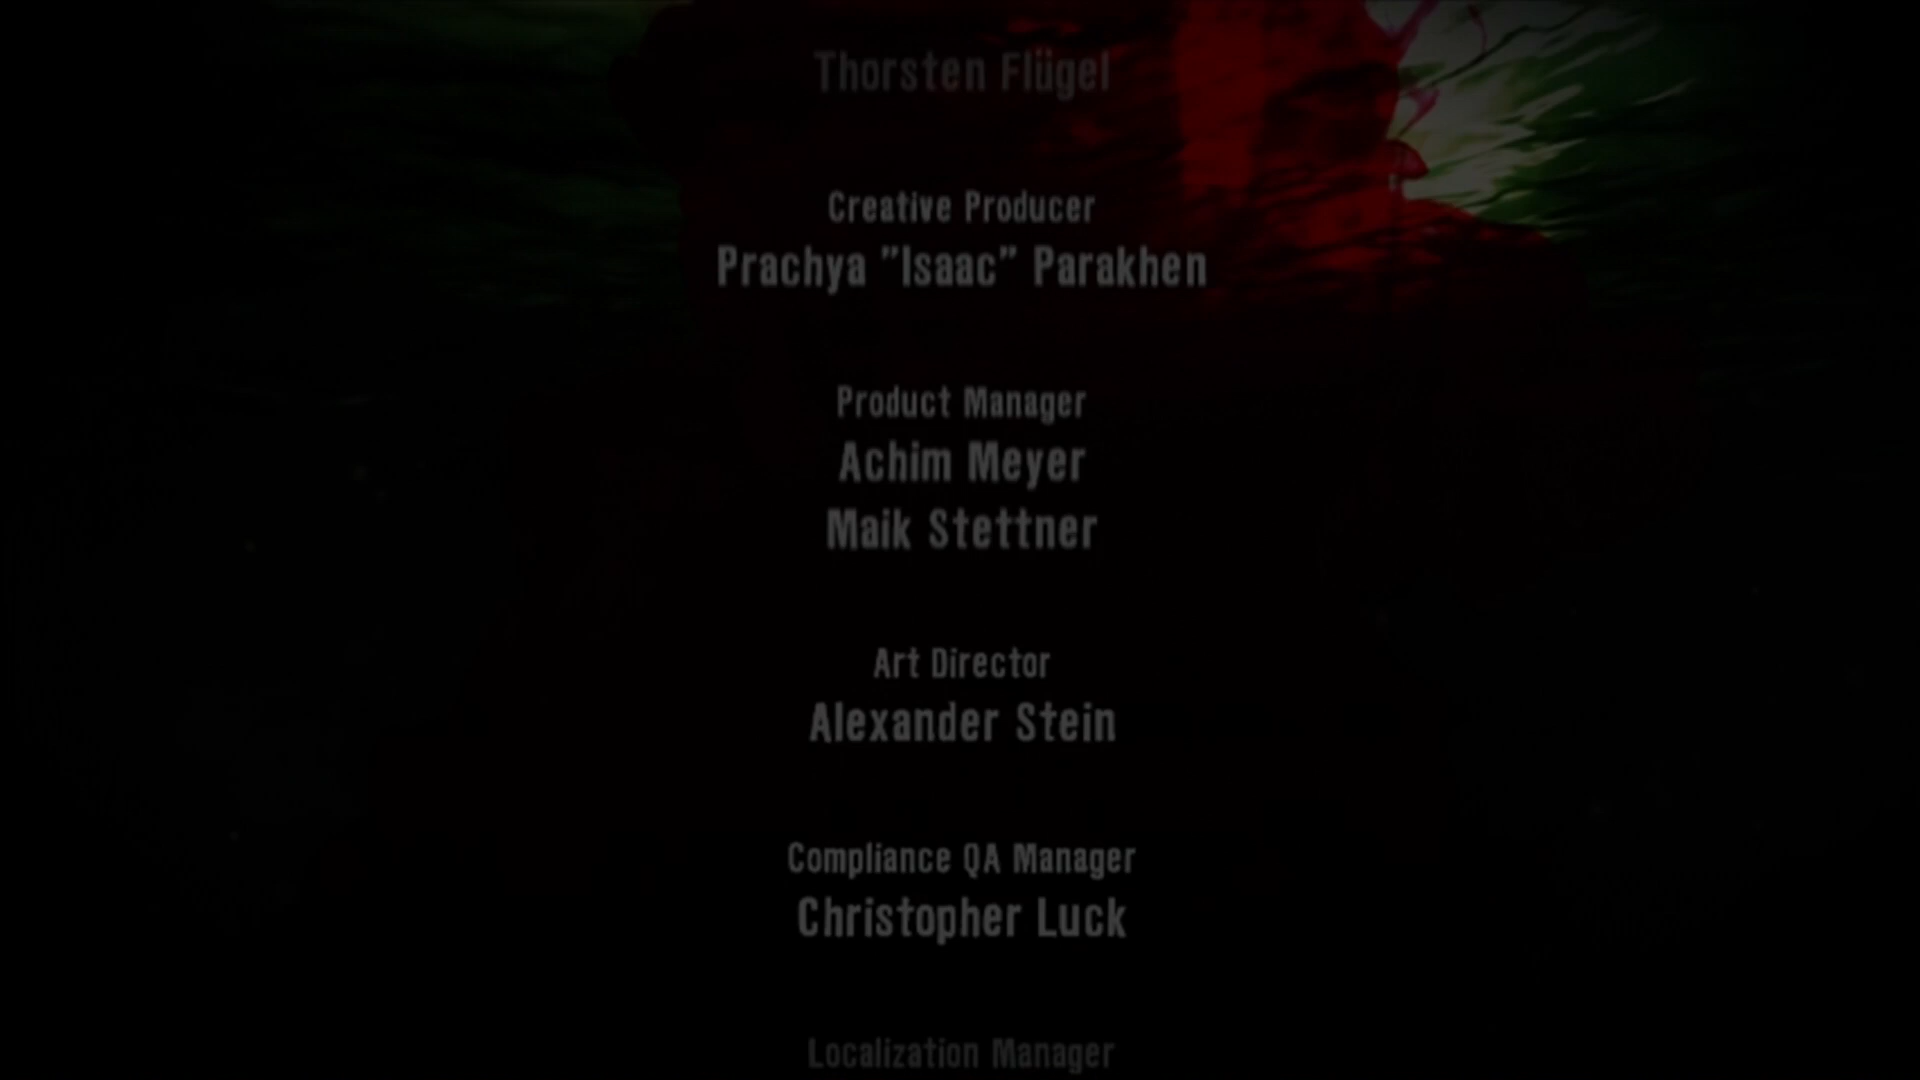 Thorsten Flügel
Creative Producer
Prachya "Isaac" Parakhen
Product Manager
Achim Meyer
Maik Stettner
Art Director
Alexander Stein
Compliance QA Manager
Christopher Luck
Localization Manager